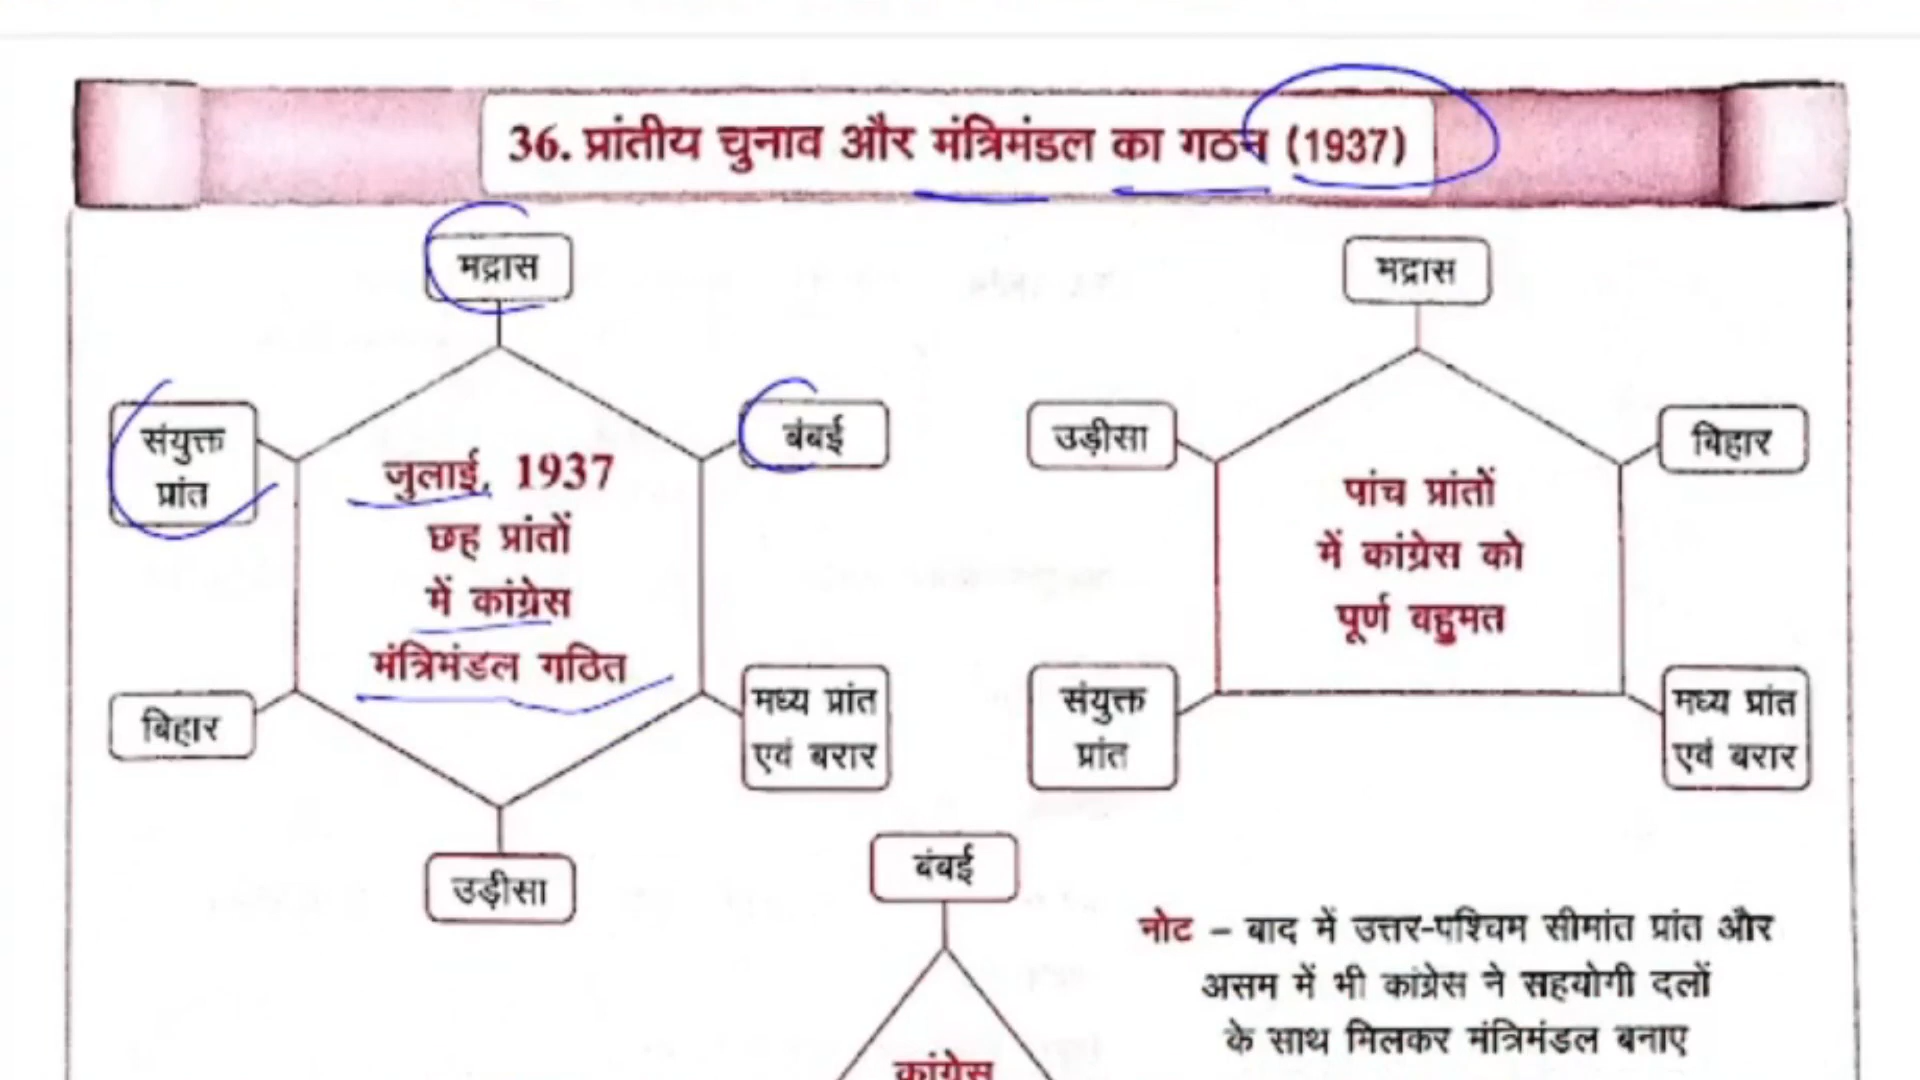 36. प्रांतीय चुनाव और मंत्रिमंडल का गठन (1937)
मद्रास
संयुक्त
प्रांत
बंबई
जुलाई, 1937
छह प्रांतों
में कांग्रेस
मंत्रिमंडल गठित
बिहार
मध्य प्रांत
एवं बरार
उड़ीसा
मद्रास
उड़ीसा
बिहार
पांच प्रांतों
में कांग्रेस को
पूर्ण बहुमत
संयुक्त
प्रांत
मध्य प्रांत
एवं बरार
बंबई
कांग्रेस
नोट – बाद में उत्तर-पश्चिम सीमांत प्रांत और
असम में भी कांग्रेस ने सहयोगी दलों
के साथ मिलकर मंत्रिमंडल बनाए